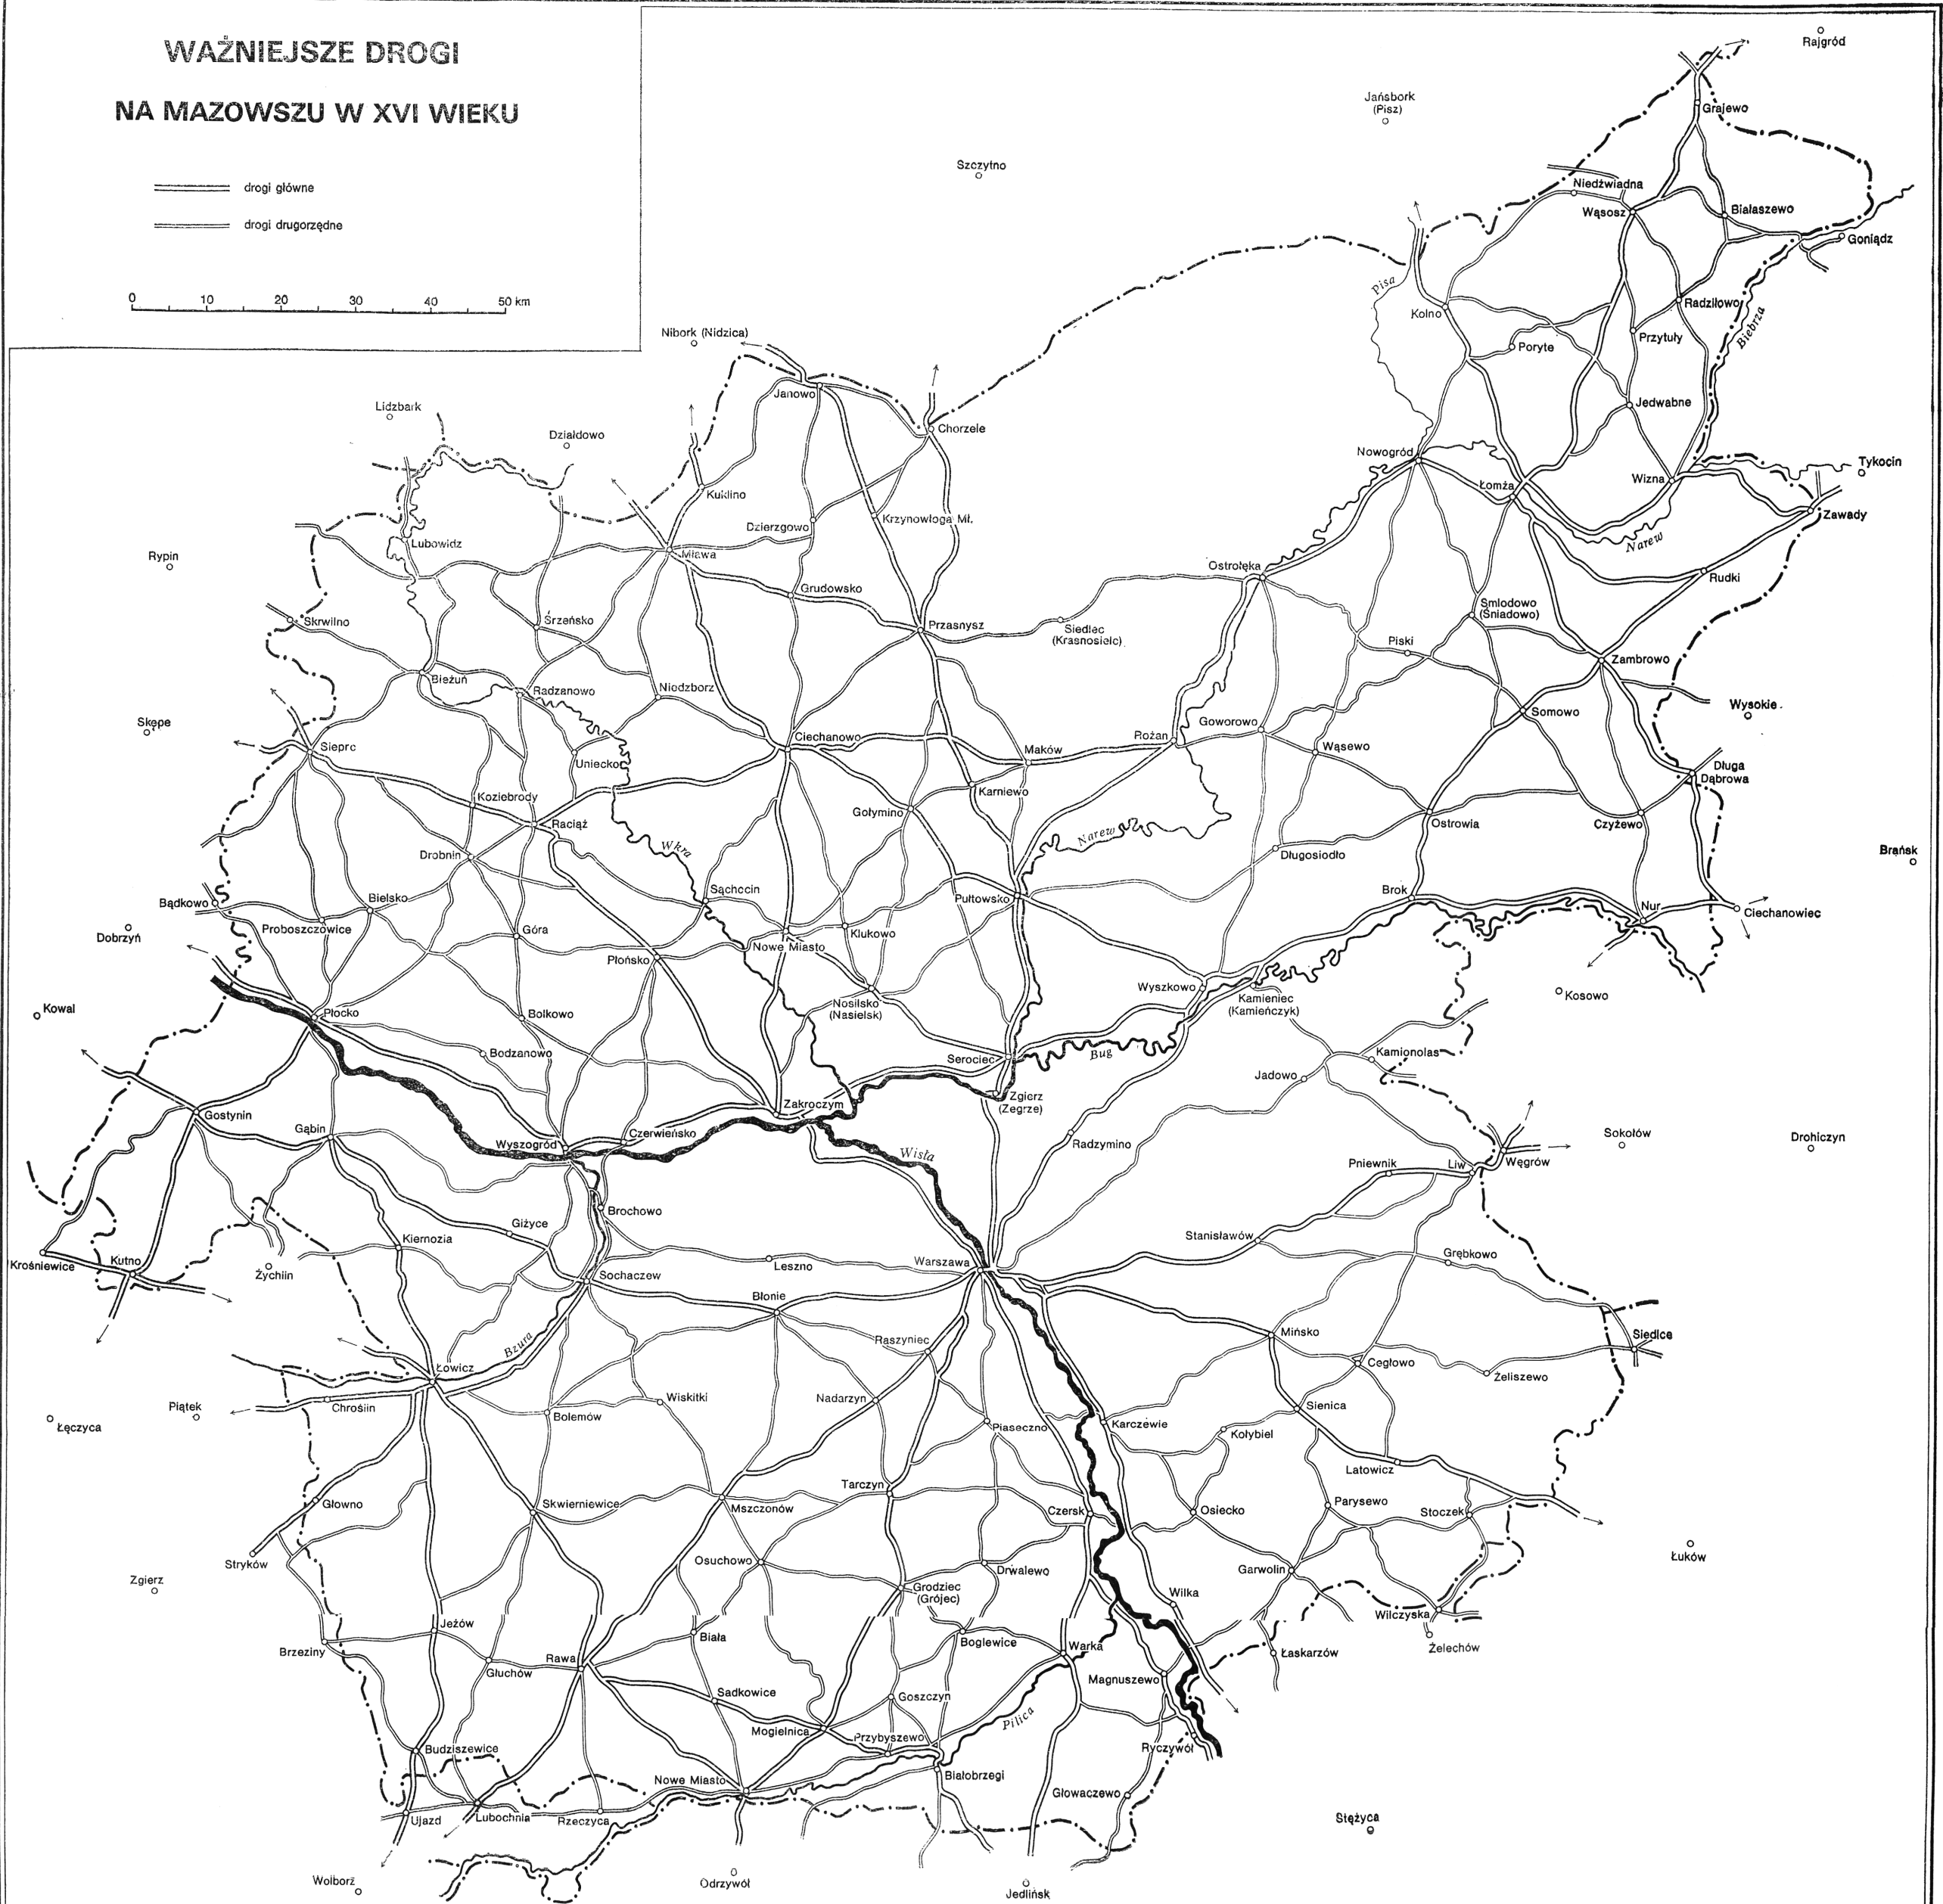 WAŻNIEJSZE DROGI
NA MAZOWSZU W XVI WIEKU
drogi główne
drogi drugorzędne
0 10 20 30 40 50 km
Rajgród
Jańsbork
(Pisz)
Grajewo
Szczytno
Niedźwiadna
Wąsosz
Białaszewo
Goniądz
Pisa
Kolno
Radziłowo
Biebrza
Przytuły
Poryte
Nibork (Nidzica)
Janowo
Lidzbark
Działdowo
Chorzele
Jedwabne
Nowogród
Tykocin
Łomża
Wizna
Zawady
Kuklino
Krzynowłoga Mł.
Dzierzgowo
Lubowidz
Mława
Narew
Rypin
Ostrołęka
Rudki
Grudowsko
Smlodowo
(Śniadowo)
Skrwilno
Śrzeńsko
Przasnysz
Siedlec
(Krasnosielc)
Piski
Zambrowo
Bieżuń
Radzanowo
Niedzborz
Wysokie
Somowo
Skępe
Goworowo
Rożan
Ciechanowo
Maków
Wąsewo
Sieprc
Unieckor
Długa
Dąbrowa
Koziebrody
Karniewo
Gołymino
Raciąż
Ostrowia
Czyżewo
Narew
Wkra
Drobnin
Długosiodło
Brańsk
Sąchocin
Brok
Bądkowo
Bielsko
Pułtowsko
Nur
Ciechanowiec
Proboszczowice
Góra
Klukowo
Dobrzyń
Nowe Miasto
Płońsko
Wyszkowo
Kamieniec
(Kamieńczyk)
Kosowo
Nosilsko
(Nasielsk)
Kowal
Płocko
Bolkowo
Bodzanowo
Serociec
Bug
Kamionolas
Jadowo
Zgierz
(Zegrze)
Zakroczym
Gostynin
Gąbin
Czerwieńsko
Wyszogród
Radzymino
Sokołów
Drohiczyn
Wisła
Pniewnik
Liw
Węgrów
Brochowo
Giżyce
Kiernozia
Stanisławów
Grębkowo
Krośniewice
Kutno
Żychlin
Leszno
Warszawa
Sochaczew
Błonie
Raszyniec
Mińsko
Siedlce
Bzura
Łowicz
Cegłowo
Żeliszewo
Piątek
Chroślin
Wiskitki
Nadarzyn
Sienica
Łęczyca
Bolemów
Piaseczno
Karczewie
Kołybiel
Latowicz
Tarczyn
Głowno
Skwierniewice
Mszczonów
Czersk
Osiecko
Parysewo
Stoczek
Stryków
Osuchowo
Drwalewo
Garwolin
Łuków
Zgierz
Grodziec
(Grójec)
Wilka
Wilczyska
Jeżów
Biała
Boglewice
Warka
Żelechów
Brzeziny
Rawa
Łaskarzów
Głuchów
Magnuszewo
Sadkowice
Goszczyn
Pilica
Mogielnica
Przybyszewo
Ryczywół
Budziszewice
Nowe Miasto
Białobrzegi
Głowaczewo
Stężyca
Ujazd
Lubochnia
Rzeczyca
Wolborz
Odrzywół
Jedlińsk